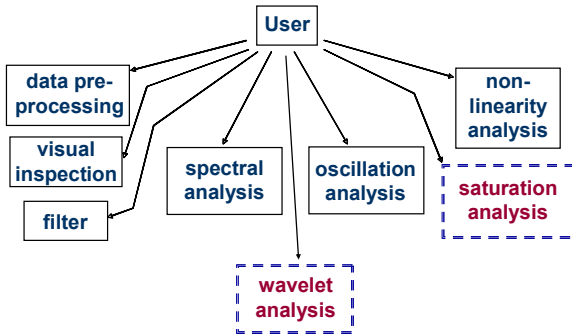 User
data pre-
processing
visual
inspection
filter
spectral
analysis
oscillation
analysis
non-
linearity
analysis
saturation
analysis
wavelet
analysis